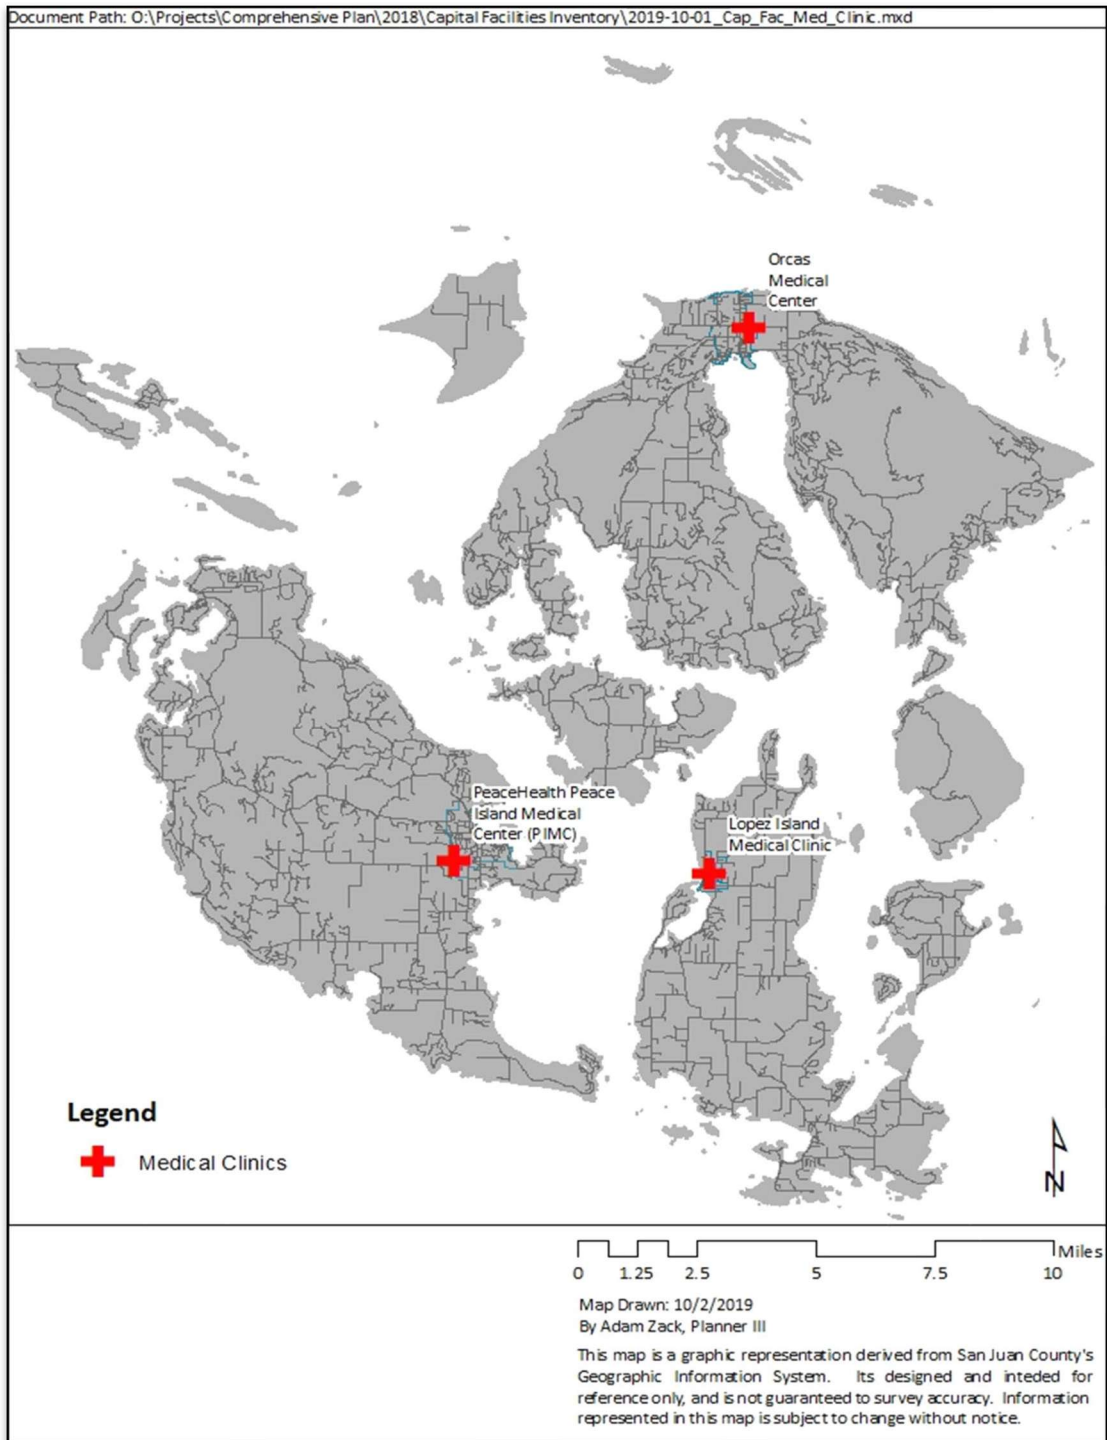 Document Path: O:\Projects\Comprehensive Plan\2018\Capital Facilities Inventory\2019-10-01_Cap_Fac_Med_Clinic.mxd
Orcas
Medical
Center
PeaceHealth Peace
Island Medical
Center (PIMC)
Lopez Island
Medical Clinic
Legend
Medical Clinics
N
Miles
0 1.25 2.5 5 7.5 10
Map Drawn: 10/2/2019
By Adam Zack, Planner III
This map is a graphic representation derived from San Juan County's
Geographic Information System. Its designed and inteded for
reference only, and is not guaranteed to survey accuracy. Information
represented in this map is subject to change without notice.